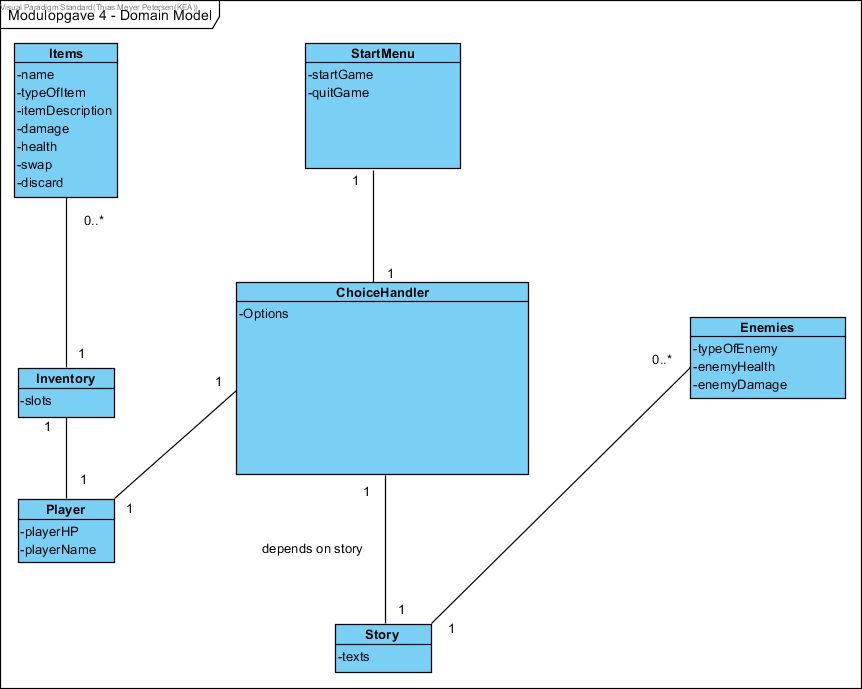 Visual Paradigm Standard(Thias Meyer Petersen(KEA))
Modulopgave 4 - Domain Model
Items
-name
-typeOfItem
-itemDescription
-damage
-health
-swap
-discard
StartMenu
-startGame
-quitGame
1
0..*
1
ChoiceHandler
-Options
Enemies
-typeOfEnemy
-enemyHealth
-enemyDamage
0..*
1
Inventory
-slots
1
1
1
1
Player
-playerHP
-playerName
1
depends on story
1
1
Story
-texts